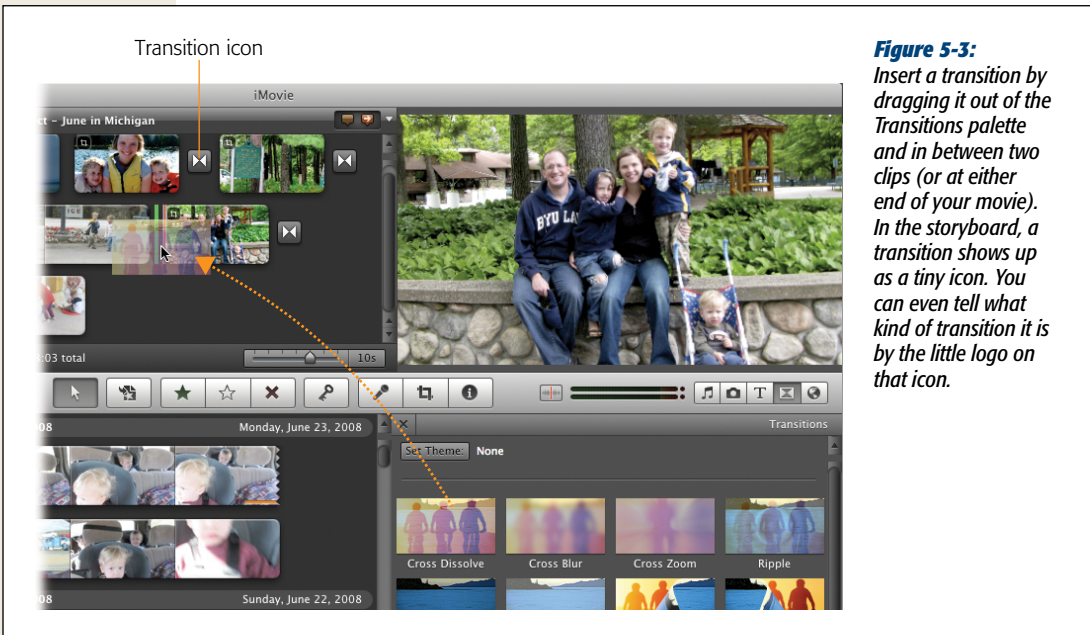 Transition icon
iMovie
ct – June in Michigan
:03 total
10s
BYU LA
008
Monday, June 23, 2008
Transitions
Set Theme:
None
Cross Dissolve
Cross Blur
Cross Zoom
Ripple
008
Sunday, June 22, 2008
Figure 5-3:
Insert a transition by
dragging it out of the
Transitions palette
and in between two
clips (or at either
end of your movie).
In the storyboard, a
transition shows up
as a tiny icon. You
can even tell what
kind of transition it is
by the little logo on
that icon.